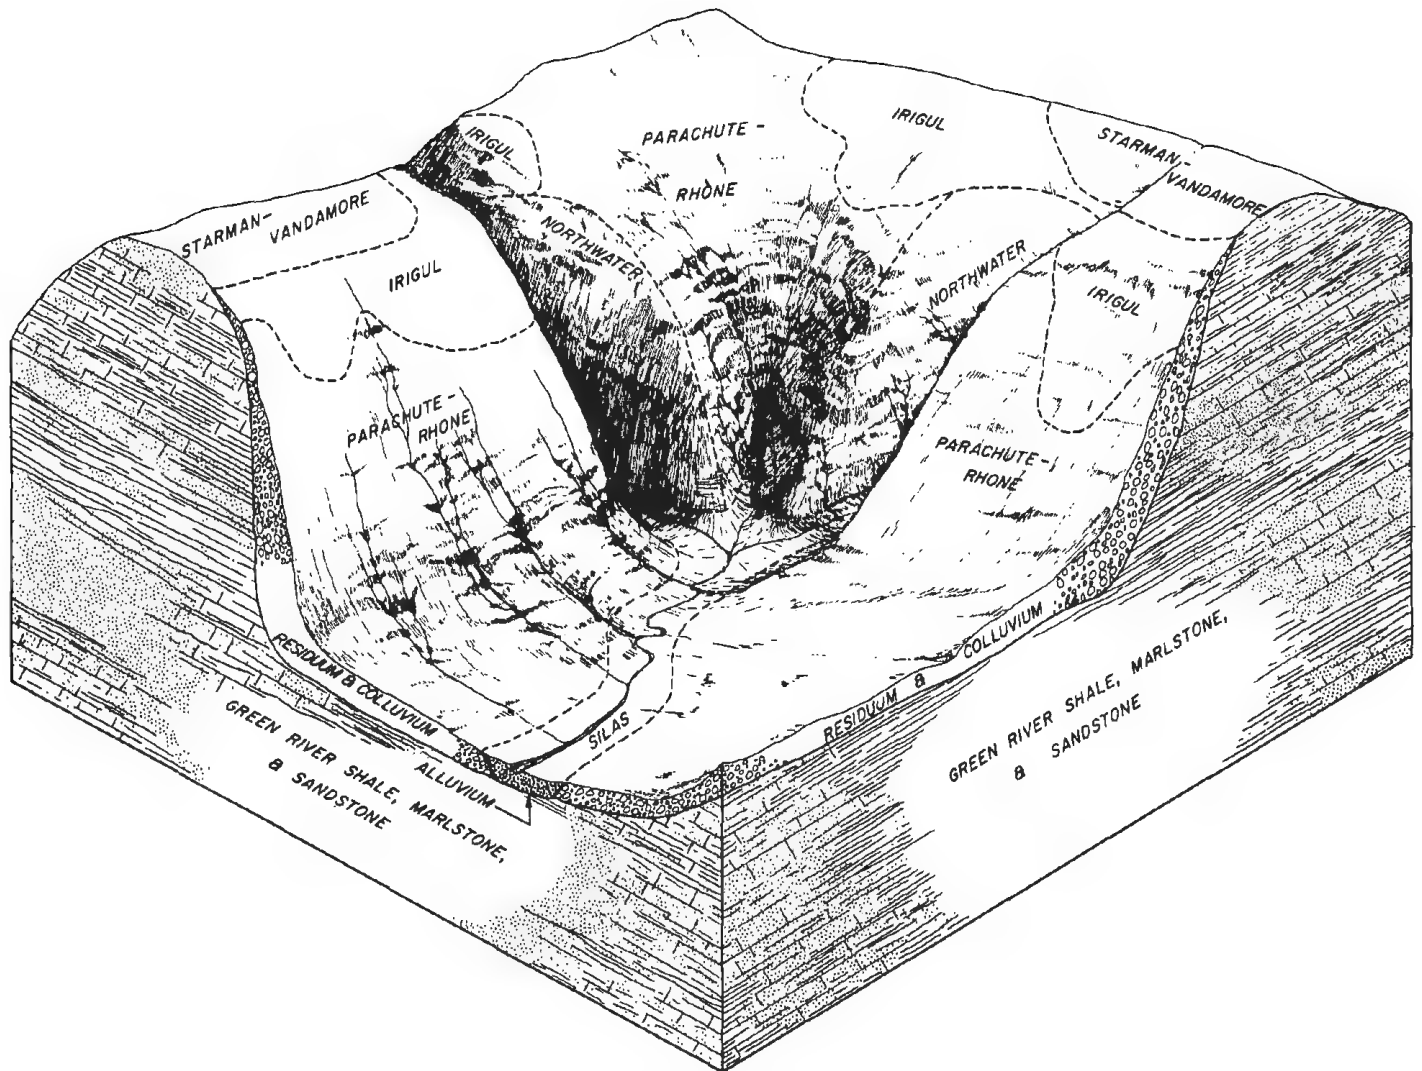 IRIGUL
PARACHUTE -
RHONE
IRIGUL
STARMAN-
VANDAMORE
STARMAN-
VANDAMORE
IRIGUL
NORTHWATER
NORTHWATER
IRIGUL
PARACHUTE -
RHONE
PARACHUTE -
RHONE
RESIDUUM & COLLUVIUM
SILAS
RESIDUUM & COLLUVIUM
ALLUVIUM
GREEN RIVER SHALE, MARLSTONE,
& SANDSTONE
GREEN RIVER SHALE, MARLSTONE,
& SANDSTONE